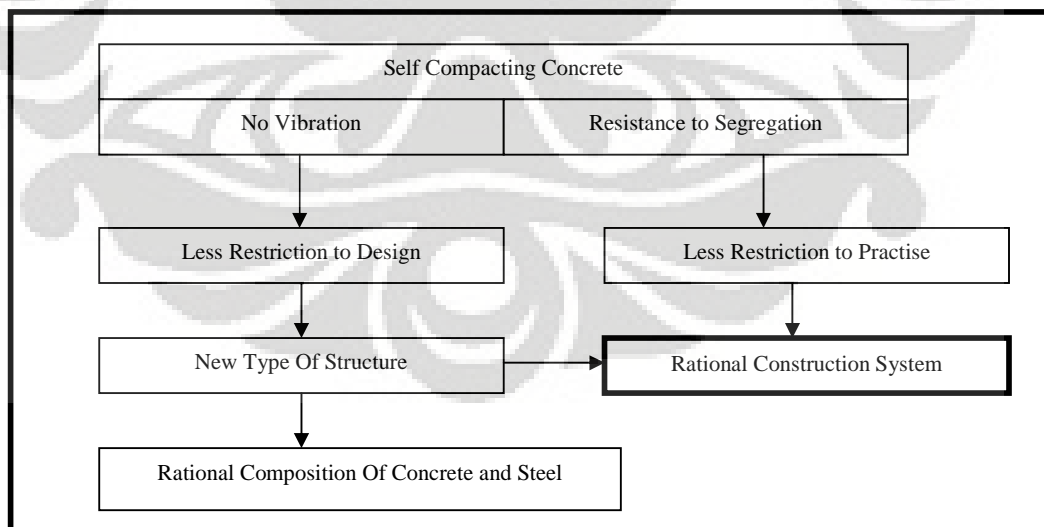 Self Compacting Concrete
No Vibration
Resistance to Segregation
Less Restriction to Design
Less Restriction to Practise
New Type Of Structure
Rational Construction System
Rational Composition Of Concrete and Steel